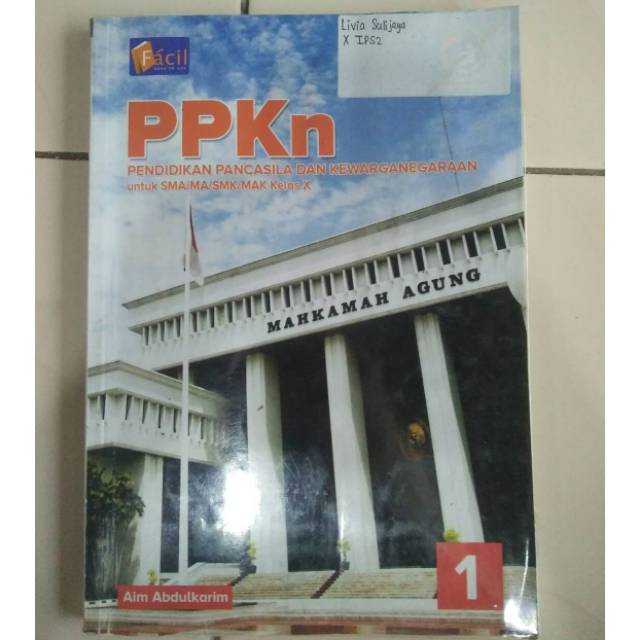 Livia Sukijaya
X IPS2
Fácil
PPKn
PENDIDIKAN PANCASILA DAN KEWARGANEGARAAN
untuk SMA/MA/SMK/MAK Kelas X
MAHKAMAH AGUNG
Aim Abdulkarim
1